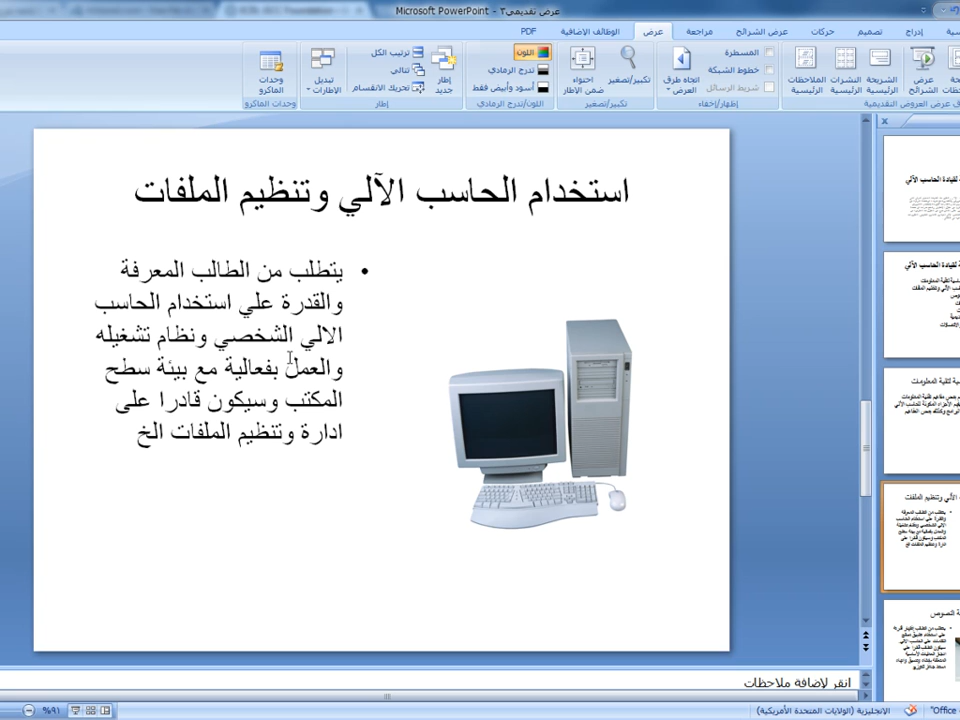 عرض تقديمي٢ - Microsoft PowerPoint
إدراج
تصميم
حركات
عرض الشرائح
مراجعة
عرض
الوظائف الإضافية
PDF
عرض الشرائح
الشريحة الرئيسية
النشرات الرئيسية
الملاحظات الرئيسية
المسطرة
خطوط الشبكة
شريط الرسائل
اتجاه طرق العرض
إظهار/إخفاء
تكبير/تصغير
احتواء ضمن الإطار
تكبير/تصغير
اللون
تدرج الرمادي
أسود وأبيض فقط
اللون/تدرج الرمادي
إطار جديد
ترتيب الكل
تتالي
تحريك الانقسام
تبديل الإطارات
إطار
وحدات الماكرو
وحدات الماكرو
استخدام الحاسب الآلي وتنظيم الملفات
• يتطلب من الطالب المعرفة
والقدرة علي استخدام الحاسب
الالي الشخصي ونظام تشغيله
والعمل بفعالية مع بيئة سطح
المكتب وسيكون قادرا على
ادارة وتنظيم الملفات الخ
انقر لإضافة ملاحظات
"Office
الانجليزية (الولايات المتحدة الأمريكية)
%٩١